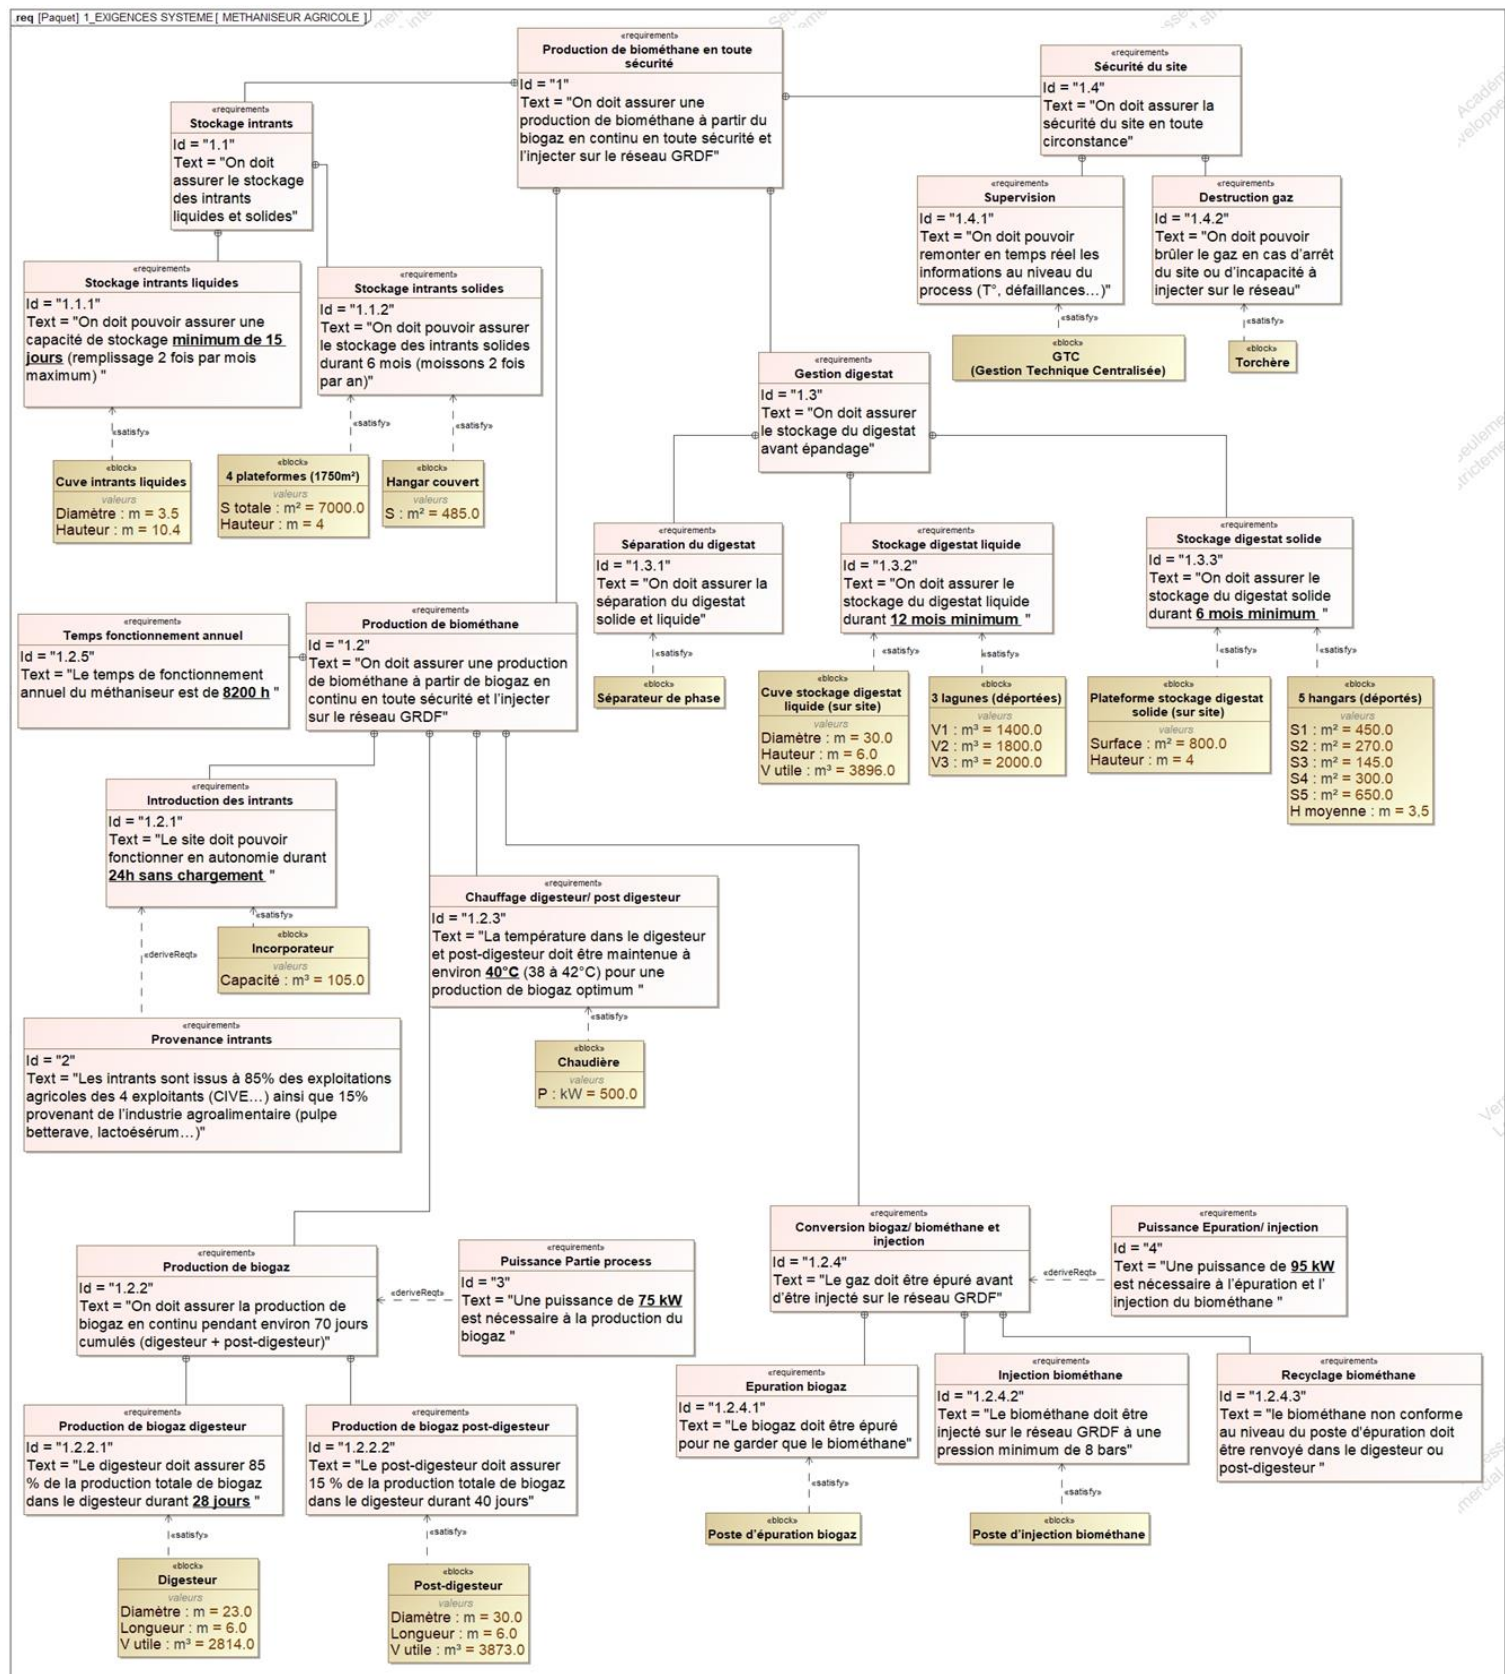 req [Paquet] 1_EXIGENCES SYSTEME [ METHANISEUR AGRICOLE ]
«requirement»
Production de biométhane en toute
sécurité
Id = "1"
Text = "On doit assurer une
production de biométhane à partir du
biogaz en continu en toute sécurité et
l'injecter sur le réseau GRDF"
«requirement»
Sécurité du site
Id = "1.4"
Text = "On doit assurer la
sécurité du site en toute
circonstance"
«requirement»
Stockage intrants
Id = "1.1"
Text = "On doit
assurer le stockage
des intrants
liquides et solides"
«requirement»
Supervision
Id = "1.4.1"
Text = "On doit pouvoir
remonter en temps réel les
informations au niveau du
process (T°, défaillances…)"
«requirement»
Destruction gaz
Id = "1.4.2"
Text = "On doit pouvoir
brûler le gaz en cas d'arrêt
du site ou d'incapacité à
injecter sur le réseau"
«requirement»
Stockage intrants liquides
Id = "1.1.1"
Text = "On doit pouvoir assurer une
capacité de stockage minimum de 15
jours (remplissage 2 fois par mois
maximum) "
«requirement»
Stockage intrants solides
Id = "1.1.2"
Text = "On doit pouvoir assurer
le stockage des intrants solides
durant 6 mois (moissons 2 fois
par an)"
«satisfy»
«satisfy»
«block»
GTC
(Gestion Technique Centralisée)
«block»
Torchère
«satisfy»
«satisfy»
«satisfy»
«block»
Cuve intrants liquides
valeurs
Diamètre : m = 3.5
Hauteur : m = 10.4
«block»
4 plateformes (1750m²)
valeurs
S totale : m² = 7000.0
Hauteur : m = 4
«block»
Hangar couvert
valeurs
S : m² = 485.0
«requirement»
Gestion digestat
Id = "1.3"
Text = "On doit assurer
le stockage du digestat
avant épandage"
«requirement»
Séparation du digestat
Id = "1.3.1"
Text = "On doit assurer la
séparation du digestat
solide et liquide"
«requirement»
Stockage digestat liquide
Id = "1.3.2"
Text = "On doit assurer le
stockage du digestat liquide
durant 12 mois minimum "
«requirement»
Stockage digestat solide
Id = "1.3.3"
Text = "On doit assurer le
stockage du digestat solide
durant 6 mois minimum "
«satisfy»
«satisfy»
«satisfy»
«satisfy»
«satisfy»
«block»
Séparateur de phase
«block»
Cuve stockage digestat
liquide (sur site)
valeurs
Diamètre : m = 30.0
Hauteur : m = 6.0
V utile : m³ = 3896.0
«block»
3 lagunes (déportées)
valeurs
V1 : m³ = 1400.0
V2 : m³ = 1800.0
V3 : m³ = 2000.0
«block»
Plateforme stockage digestat
solide (sur site)
valeurs
Surface : m² = 800.0
Hauteur : m = 4
«block»
5 hangars (déportés)
valeurs
S1 : m² = 450.0
S2 : m² = 270.0
S3 : m² = 145.0
S4 : m² = 300.0
S5 : m² = 650.0
H moyenne : m = 3,5
«requirement»
Temps fonctionnement annuel
Id = "1.2.5"
Text = "Le temps de fonctionnement
annuel du méthaniseur est de 8200 h "
«requirement»
Production de biométhane
Id = "1.2"
Text = "On doit assurer une production
de biométhane à partir de biogaz en
continu en toute sécurité et l'injecter
sur le réseau GRDF"
«requirement»
Introduction des intrants
Id = "1.2.1"
Text = "Le site doit pouvoir
fonctionner en autonomie durant
24h sans chargement "
«satisfy»
«deriveReqt»
«block»
Incorporateur
valeurs
Capacité : m³ = 105.0
«requirement»
Chauffage digesteur/ post digesteur
Id = "1.2.3"
Text = "La température dans le digesteur
et post-digesteur doit être maintenue à
environ 40°C (38 à 42°C) pour une
production de biogaz optimum "
«satisfy»
«block»
Chaudière
valeurs
P : kW = 500.0
«requirement»
Provenance intrants
Id = "2"
Text = "Les intrants sont issus à 85% des exploitations
agricoles des 4 exploitants (CIVE…) ainsi que 15%
provenant de l'industrie agroalimentaire (pulpe
betterave, lactoésérum…)"
«requirement»
Production de biogaz
Id = "1.2.2"
Text = "On doit assurer la production de
biogaz en continu pendant environ 70 jours
cumulés (digesteur + post-digesteur)"
«deriveReqt»
«requirement»
Puissance Partie process
Id = "3"
Text = "Une puissance de 75 kW
est nécessaire à la production du
biogaz "
«requirement»
Conversion biogaz/ biométhane et
injection
Id = "1.2.4"
Text = "Le gaz doit être épuré avant
d'être injecté sur le réseau GRDF"
«deriveReqt»
«requirement»
Puissance Epuration/ injection
Id = "4"
Text = "Une puissance de 95 kW
est nécessaire à l'épuration et l'
injection du biométhane "
«requirement»
Production de biogaz digesteur
Id = "1.2.2.1"
Text = "Le digesteur doit assurer 85
% de la production totale de biogaz
dans le digesteur durant 28 jours "
«requirement»
Production de biogaz post-digesteur
Id = "1.2.2.2"
Text = "Le post-digesteur doit assurer
15 % de la production totale de biogaz
dans le digesteur durant 40 jours"
«requirement»
Epuration biogaz
Id = "1.2.4.1"
Text = "Le biogaz doit être épuré
pour ne garder que le biométhane"
«requirement»
Injection biométhane
Id = "1.2.4.2"
Text = "Le biométhane doit être
injecté sur le réseau GRDF à une
pression minimum de 8 bars"
«requirement»
Recyclage biométhane
Id = "1.2.4.3"
Text = "le biométhane non conforme
au niveau du poste d'épuration doit
être renvoyé dans le digesteur ou
post-digesteur "
«satisfy»
«satisfy»
«satisfy»
«satisfy»
«block»
Poste d'épuration biogaz
«block»
Poste d'injection biométhane
«block»
Digesteur
valeurs
Diamètre : m = 23.0
Longueur : m = 6.0
V utile : m³ = 2814.0
«block»
Post-digesteur
valeurs
Diamètre : m = 30.0
Longueur : m = 6.0
V utile : m³ = 3873.0